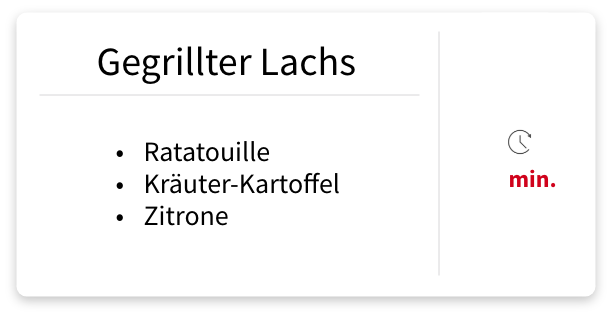 Gegrillter Lachs
• Ratatouille
• Kräuter-Kartoffel
• Zitrone
min.